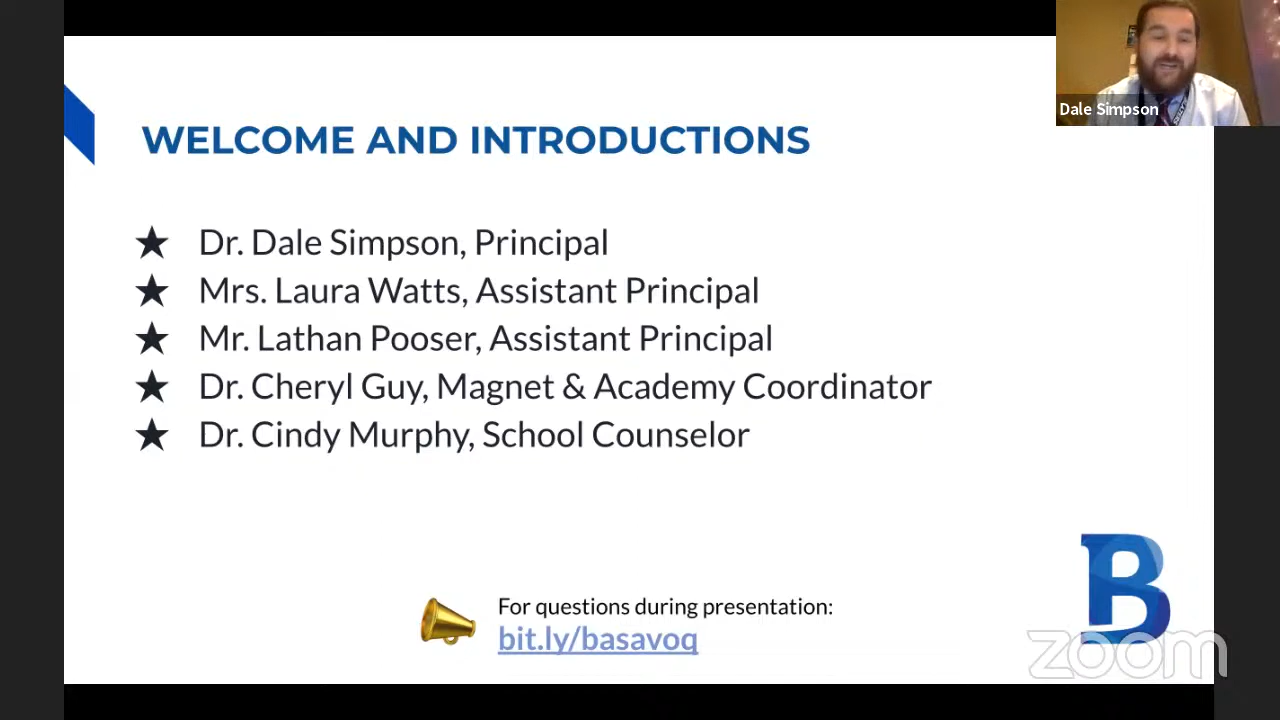 Dale Simpson
WELCOME AND INTRODUCTIONS
★ Dr. Dale Simpson, Principal
★ Mrs. Laura Watts, Assistant Principal
★ Mr. Lathan Pooser, Assistant Principal
★ Dr. Cheryl Guy, Magnet & Academy Coordinator
★ Dr. Cindy Murphy, School Counselor
For questions during presentation:
bit.ly/basavoq
B
zoom